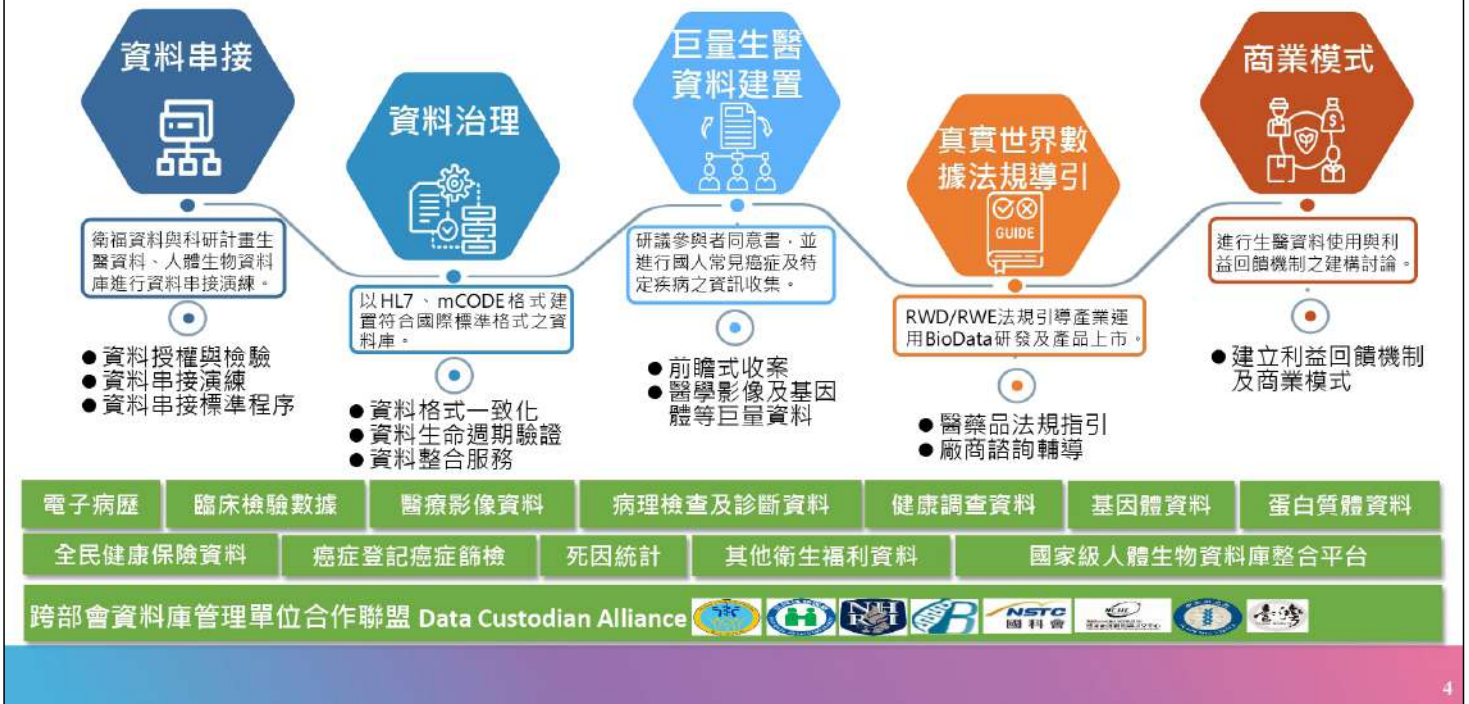 資料串接
衛福資料與科研計畫生
醫資料、人體生物資料
庫進行資料串接演練。
●資料授權與檢驗
●資料串接演練
●資料串接標準程序
資料治理
以HL7、mCODE格式建
置符合國際標準格式之資
料庫。
●資料格式一致化
●資料生命週期驗證
●資料整合服務
巨量生醫
資料建置
研議參與者同意書，並
進行國人常見癌症及特
定疾病之資訊收集。
●前瞻式收案
●醫學影像及基因
體等巨量資料
真實世界數
據法規導引
GUIDE
RWD/RWE法規引導產業運
用BioData研發及產品上市。
●醫藥品法規指引
●廠商諮詢輔導
商業模式
$
進行生醫資料使用與利
益回饋機制之建構討論。
●建立利益回饋機制
及商業模式
電子病歷 臨床檢驗數據 醫療影像資料 病理檢查及診斷資料 健康調查資料 基因體資料 蛋白質體資料
全民健康保險資料 癌症登記癌症篩檢 死因統計 其他衛生福利資料 國家級人體生物資料庫整合平台
跨部會資料庫管理單位合作聯盟 Data Custodian Alliance NHRI NSTC 國科會
4